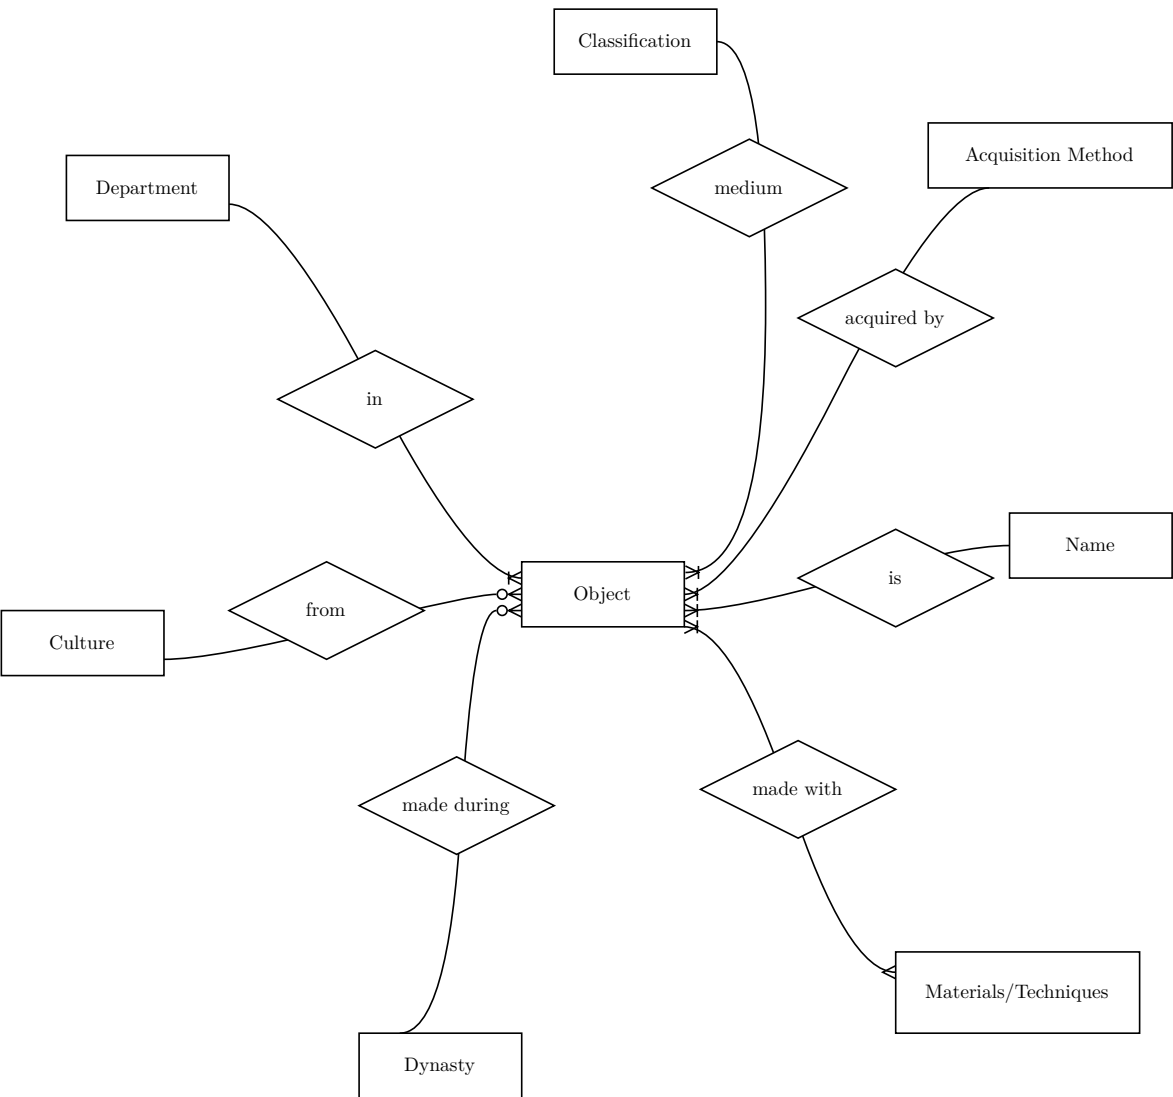 Classification
Acquisition Method
Department
medium
acquired by
in
Name
is
Object
from
Culture
made with
made during
Materials/Techniques
Dynasty